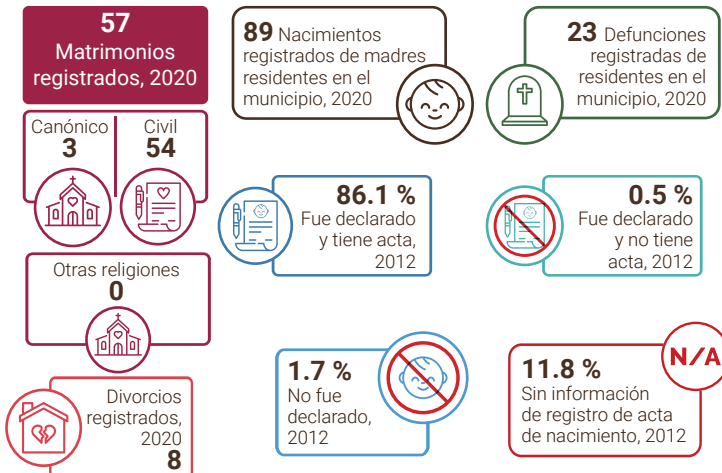 57
Matrimonios
registrados, 2020
Canónico
3
Civil
54
Otras religiones
0
Divorcios
registrados,
2020
8
89 Nacimientos
registrados de madres
residentes en el
municipio, 2020
23 Defunciones
registradas de
residentes en el
municipio, 2020
86.1 %
Fue declarado
y tiene acta,
2012
0.5 %
Fue declarado
y no tiene
acta, 2012
1.7 %
No fue
declarado,
2012
N/A
11.8 %
Sin información
de registro de acta
de nacimiento, 2012